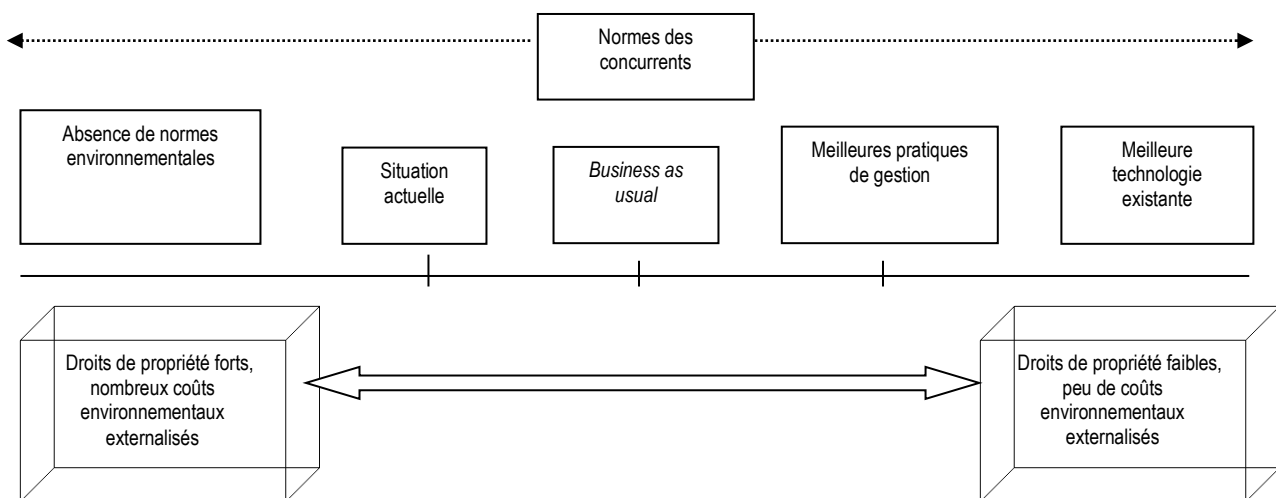 Normes des
concurrents
Absence de normes
environnementales
Situation
actuelle
Business as
usual
Meilleures pratiques
de gestion
Meilleure
technologie
existante
Droits de propriété forts,
nombreux coûts
environnementaux
externalisés
Droits de propriété faibles,
peu de coûts
environnementaux
externalisés